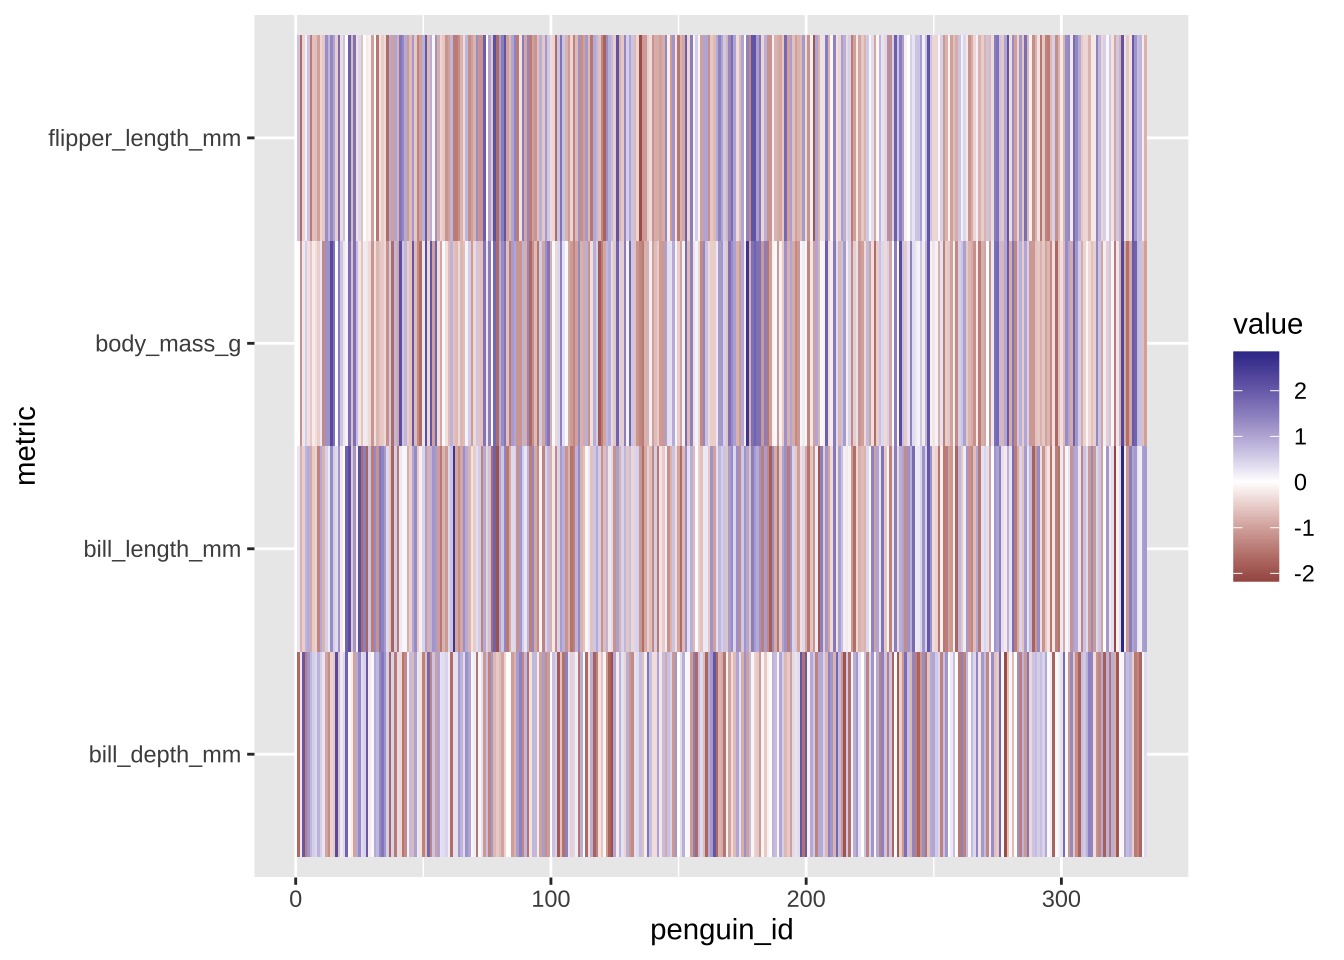 flipper_length_mm
body_mass_g
bill_length_mm
bill_depth_mm
metric
0
100
200
300
penguin_id
value
2
1
0
-1
-2